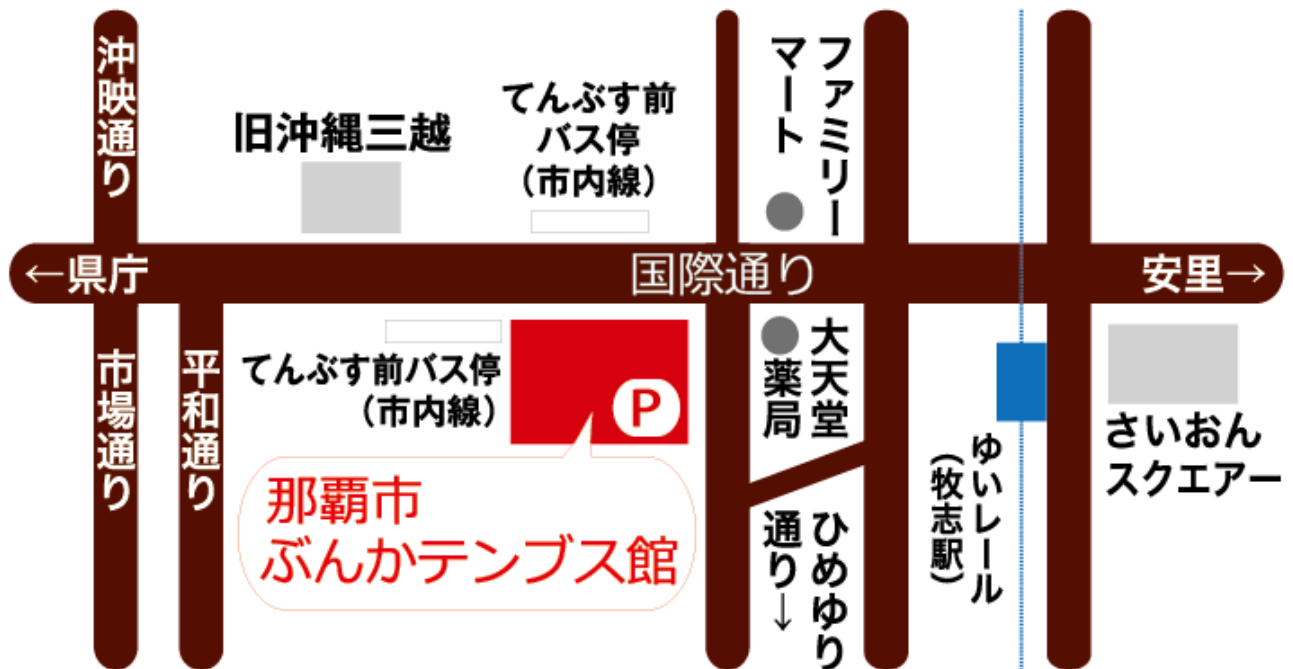 沖映通り
旧沖縄三越
てんぶす前
バス停
（市内線）
ファミリー
マート
←県庁
国際通り
安里→
市場通り
平和通り
てんぶす前バス停
（市内線）
P
那覇市
ぶんかテンブス館
大天堂
薬局
ひめゆり
通り→
ゆいレール
（牧志駅）
さいおん
スクエアー